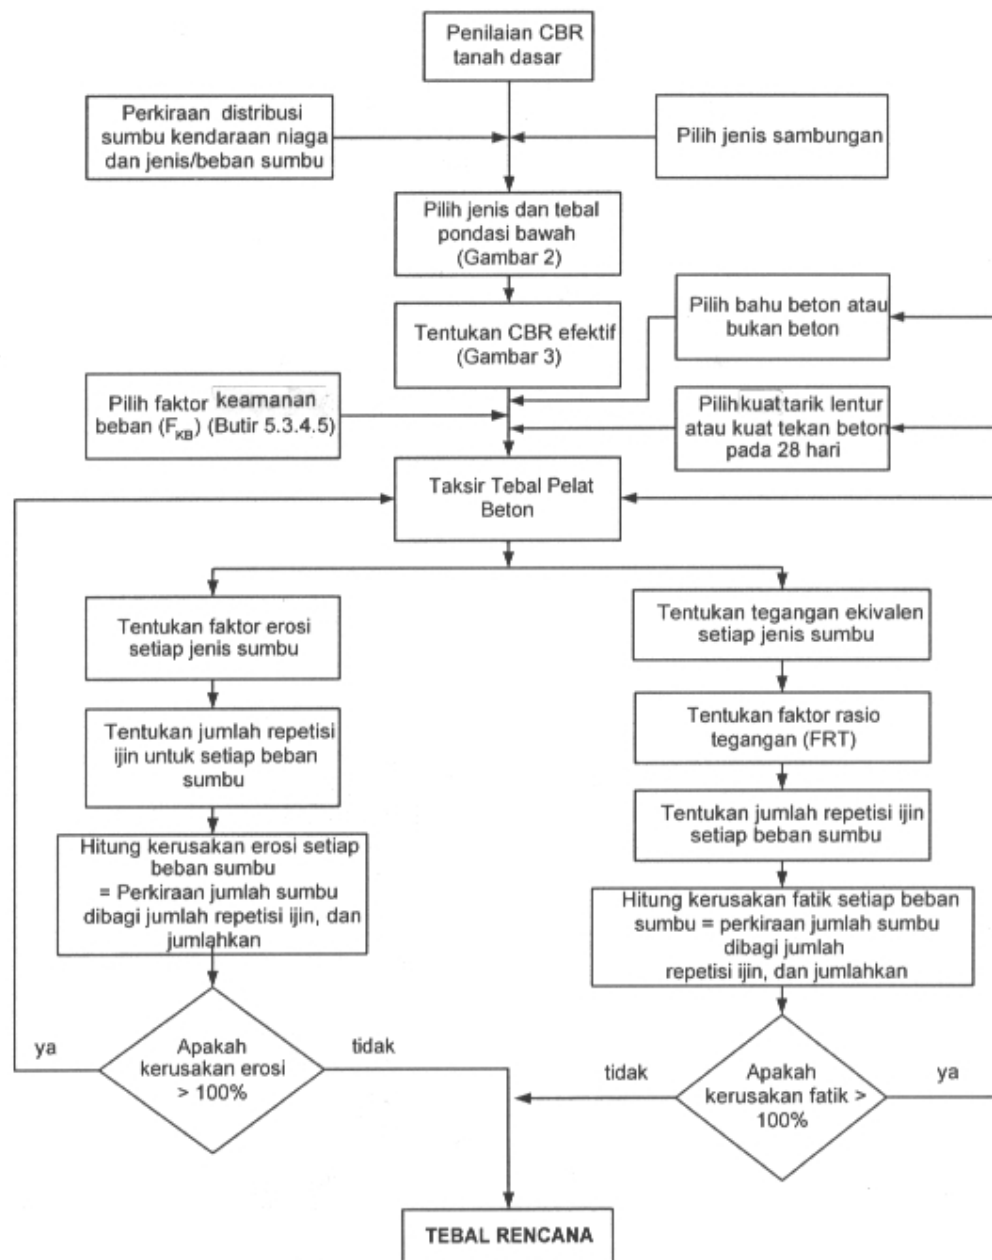 Penilaian CBR
tanah dasar
Perkiraan distribusi
sumbu kendaraan niaga
dan jenis/beban sumbu
Pilih jenis sambungan
Pilih jenis dan tebal
pondasi bawah
(Gambar 2)
Tentukan CBR efektif
(Gambar 3)
Pilih bahu beton atau
bukan beton
Pilih faktor keamanan
beban (F_KB) (Butir 5.3.4.5)
Pilih kuat tarik lentur
atau kuat tekan beton
pada 28 hari
Taksir Tebal Pelat
Beton
Tentukan faktor erosi
setiap jenis sumbu
Tentukan jumlah repetisi
ijin untuk setiap beban
sumbu
Hitung kerusakan erosi setiap
beban sumbu
= Perkiraan jumlah sumbu
dibagi jumlah repetisi ijin, dan
jumlahkan
ya
Apakah
kerusakan erosi
> 100%
tidak
Tentukan tegangan ekivalen
setiap jenis sumbu
Tentukan faktor rasio
tegangan (FRT)
Tentukan jumlah repetisi ijin
setiap beban sumbu
Hitung kerusakan fatik setiap beban
sumbu = perkiraan jumlah sumbu
dibagi jumlah
repetisi ijin, dan jumlahkan
tidak
Apakah
kerusakan fatik >
100%
ya
TEBAL RENCANA